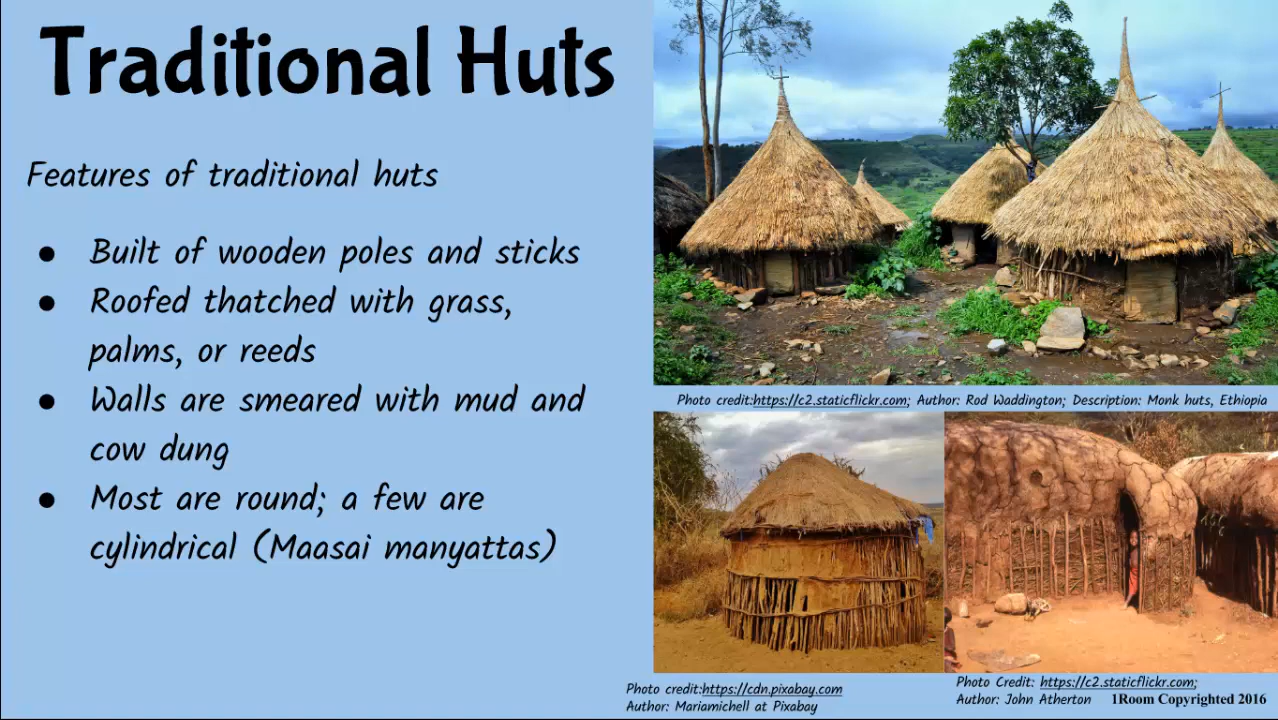 Traditional Huts
Features of traditional huts
● Built of wooden poles and sticks
● Roofed thatched with grass,
palms, or reeds
● Walls are smeared with mud and
cow dung
● Most are round; a few are
cylindrical (Maasai manyattas)
Photo credit:https://c2.staticflickr.com; Author: Rod Waddington; Description: Monk huts, Ethiopia
Photo credit:https://cdn.pixabay.com
Author: Mariamichell at Pixabay
Photo Credit: https://c2.staticflickr.com;
Author: John Atherton 1Room Copyrighted 2016